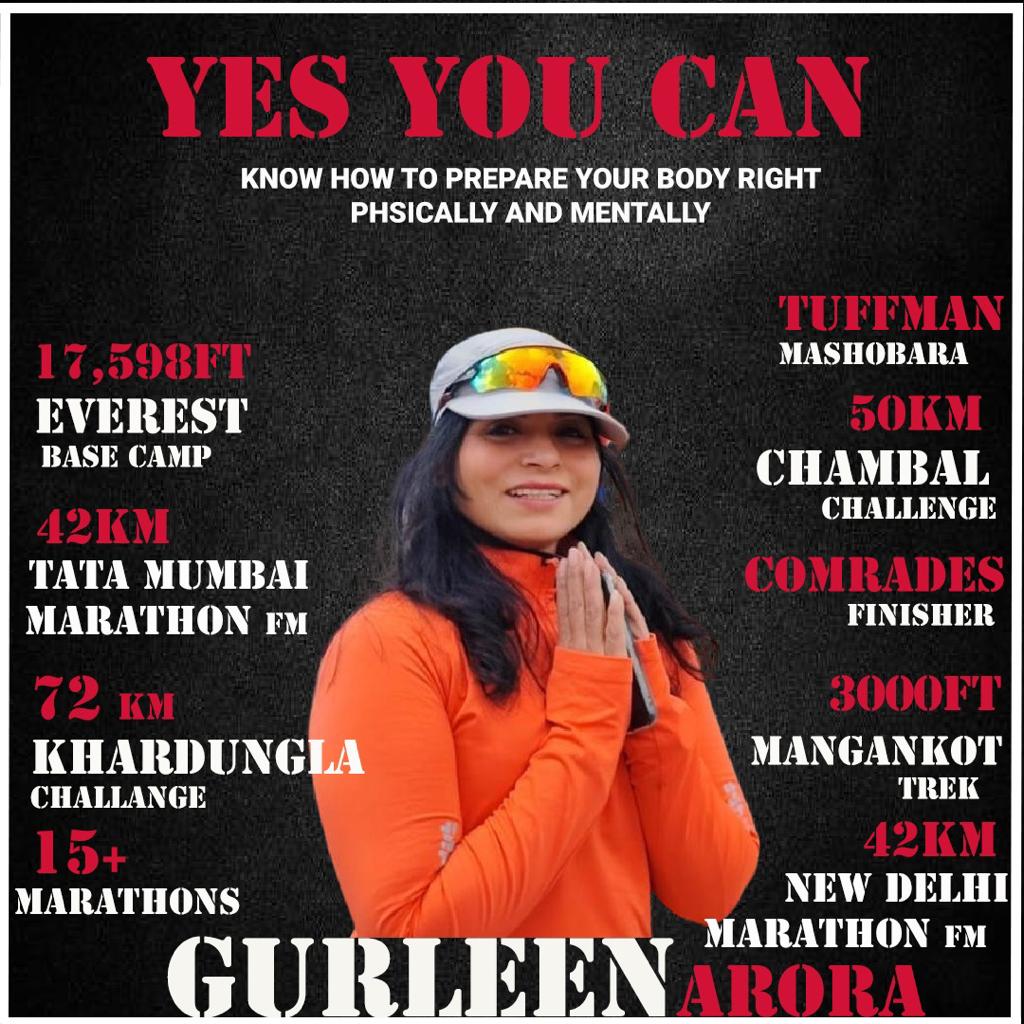 YES YOU CAN
KNOW HOW TO PREPARE YOUR BODY RIGHT
PHSICALLY AND MENTALLY
17,598FT
EVEREST
BASE CAMP
42KM
TATA MUMBAI
MARATHON FM
72 KM
KHARDUNGLA
CHALLANGE
15+
MARATHONS
TUFFMAN
MASHOBARA
50KM
CHAMBAL
CHALLENGE
COMRADES
FINISHER
3000FT
MANGANKOT
TREK
42KM
NEW DELHI
MARATHON FM
GURLEEN ARORA